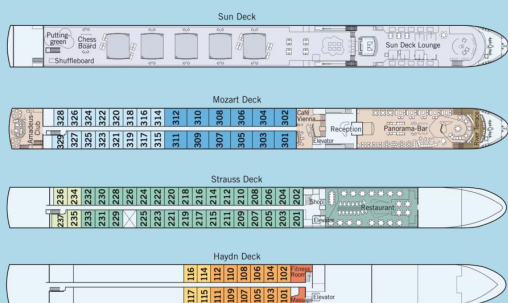 Sun Deck
Putting-
green
Chess
Board
Shuffleboard
Sun Deck Lounge
Mozart Deck
Amadeus-
Club
328 326 324 322 320 318 316 314 312 310 308 306 304 302
329 327 325 323 321 319 317 315 311 309 307 305 303 301
Café
Vienna
Elevator
Reception
Panorama-Bar
Strauss Deck
236 234 232 230 228 226 224 222 220 218 216 214 212 210 208 206 204 202
237 235 233 231 229 225 223 221 219 217 215 211 209 207 205 203 201
Shop
Elevator
Restaurant
Haydn Deck
116 114 112 110 108 106 104 102
117 115 111 109 107 105 103 101
Fitness
Room
Massage
Elevator